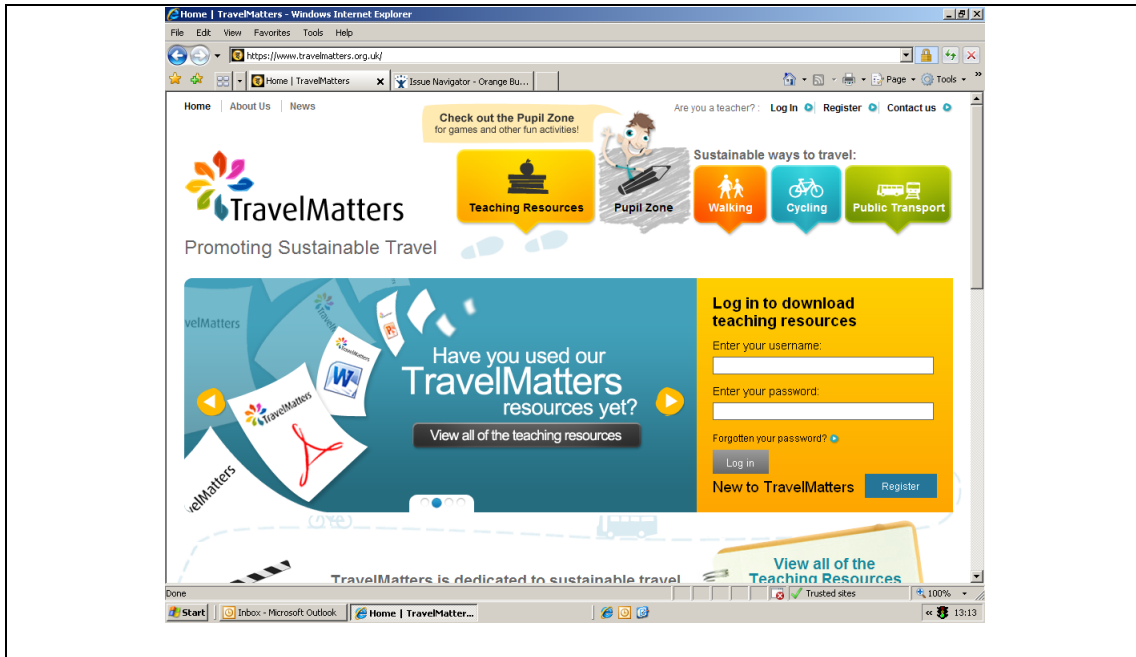 Home | TravelMatters - Windows Internet Explorer
File Edit View Favorites Tools Help
https://www.travelmatters.org.uk/
Home | TravelMatters
Issue Navigator - Orange Bu...
Page
Tools
»
Home | About Us | News
Check out the Pupil Zone
for games and other fun activities!
Are you a teacher? : Log In Register Contact us
TravelMatters
Promoting Sustainable Travel
Teaching Resources
Pupil Zone
Sustainable ways to travel:
Walking
Cycling
Public Transport
velMatters
TravelMatters
TravelMatters
velMatters
Have you used our
TravelMatters
resources yet?
View all of the teaching resources
Log in to download
teaching resources
Enter your username:
Enter your password:
Forgotten your password?
Log in
New to TravelMatters
Register
TravelMatters is dedicated to sustainable travel
View all of the
Teaching Resources
Done
Trusted sites
100%
Start
Inbox - Microsoft Outlook
Home | TravelMatter...
«
13:13